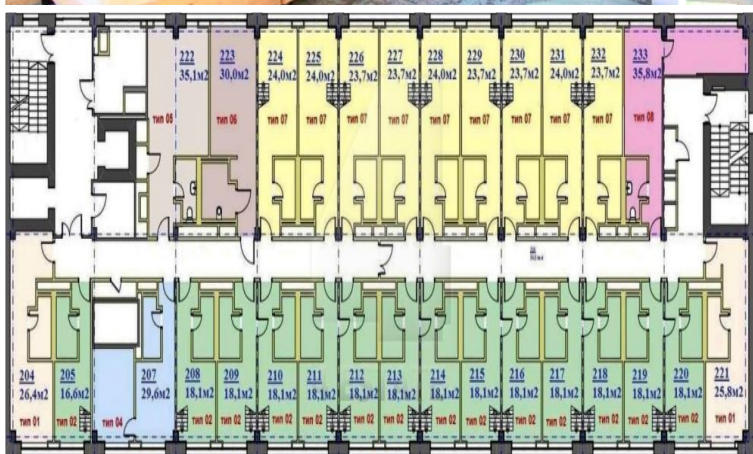 222
35,1м2
тип 05
223
30,0м2
тип 06
224
24,0м2
тип 07
225
24,0м2
тип 07
226
23,7м2
тип 07
227
23,7м2
тип 07
228
24,0м2
тип 07
229
23,7м2
тип 07
230
23,7м2
тип 07
231
24,0м2
тип 07
232
23,7м2
тип 07
233
35,8м2
тип 08
204
26,4м2
тип 01
205
16,6м2
тип 02
тип 04
207
29,6м2
208
18,1м2
тип 02
209
18,1м2
тип 02
210
18,1м2
тип 02
211
18,1м2
тип 02
212
18,1м2
тип 02
213
18,1м2
тип 02
214
18,1м2
тип 02
215
18,1м2
тип 02
216
18,1м2
тип 02
217
18,1м2
тип 02
218
18,1м2
тип 02
219
18,1м2
тип 02
220
18,1м2
тип 02
221
25,8м2
тип 01